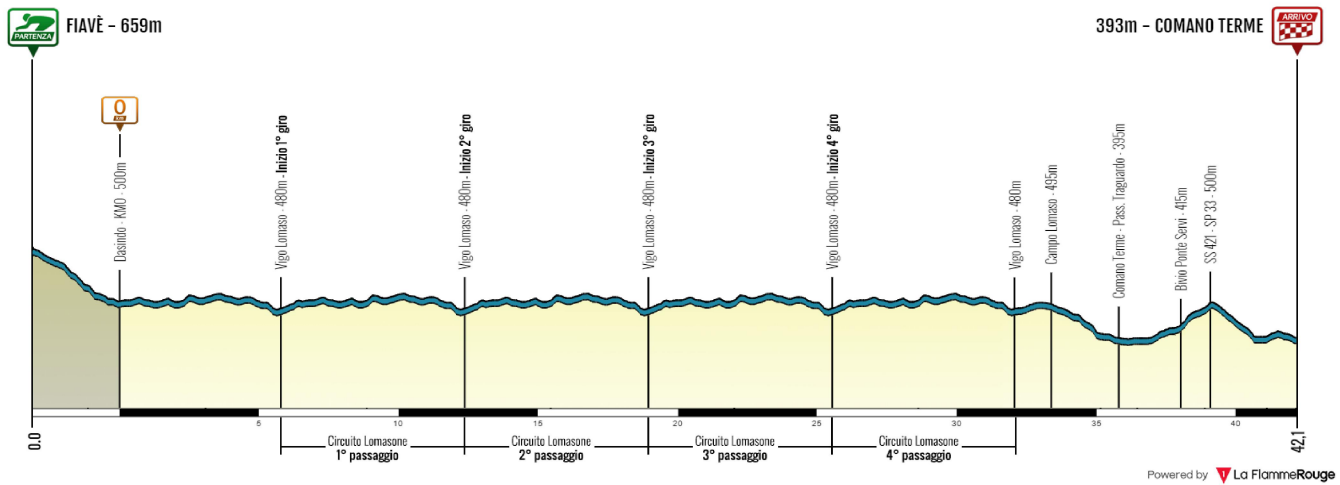 PARTENZA
FIAVÈ - 659m
393m - COMANO TERME
ARRIVO
0
KM
Dasindo - KM0 - 500m
Vigo Lomaso - 480m - Inizio 1° giro
Vigo Lomaso - 480m - Inizio 2° giro
Vigo Lomaso - 480m - Inizio 3° giro
Vigo Lomaso - 480m - Inizio 4° giro
Vigo Lomaso - 480m
Campo Lomaso - 495m
Comano Terme - Pass. Traguardo - 395m
Bivio Ponte Servi - 415m
SS 421 - SP 33 - 500m
0.0
5
10
15
20
25
30
35
40
42,1
Circuito Lomasone
1° passaggio
Circuito Lomasone
2° passaggio
Circuito Lomasone
3° passaggio
Circuito Lomasone
4° passaggio
Powered by La FlammeRouge